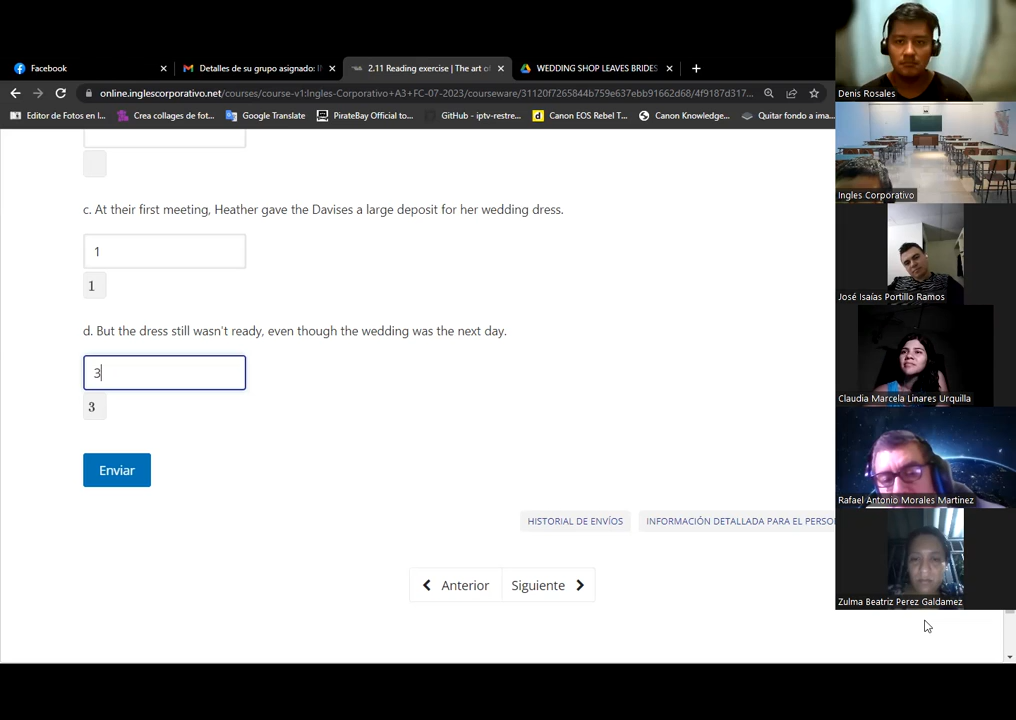 Facebook
Detalles de su grupo asignado: I
2.11 Reading exercise | The art o
WEDDING SHOP LEAVES BRIDES
online.inglescorporativo.net/courses/course-v1:Ingles-Corporativo+A3+FC-07-2023/courseware/31120f7265844b759e637ebb91662d68/4f9187d317...
Editor de Fotos en l...
Crea collages de fot...
Google Translate
PirateBay Official to...
GitHub - iptv-restre...
Canon EOS Rebel T...
Canon Knowledge...
Quitar fondo a ima...
c. At their first meeting, Heather gave the Davises a large deposit for her wedding dress.
1
1
d. But the dress still wasn't ready, even though the wedding was the next day.
3
3
Enviar
HISTORIAL DE ENVÍOS
INFORMACIÓN DETALLADA PARA EL PERSO
Anterior
Siguiente
Denis Rosales
Ingles Corporativo
José Isaías Portillo Ramos
Claudia Marcela Linares Urquilla
Rafael Antonio Morales Martinez
Zulma Beatriz Perez Galdamez